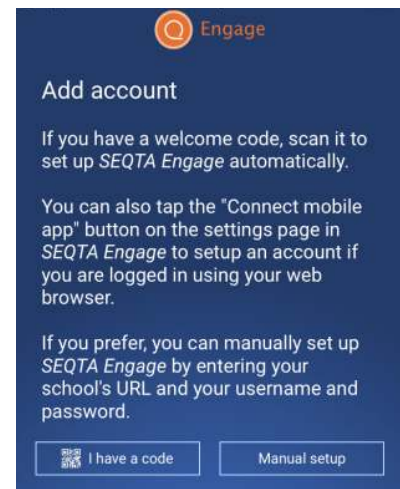 Engage
Add account
If you have a welcome code, scan it to
set up SEQTA Engage automatically.
You can also tap the "Connect mobile
app" button on the settings page in
SEQTA Engage to setup an account if
you are logged in using your web
browser.
If you prefer, you can manually set up
SEQTA Engage by entering your
school's URL and your username and
password.
I have a code
Manual setup